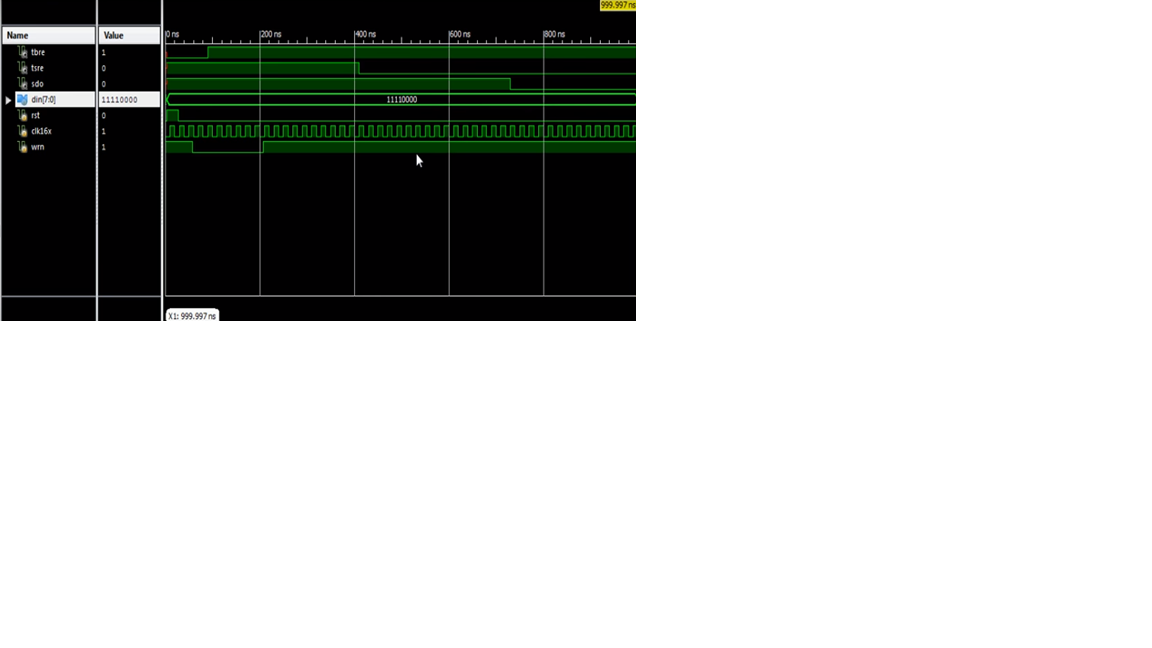 999.997 ns
Name Value 0 ns 200 ns 400 ns 600 ns 800 ns
tbre 1
tsre 0
sdo 0
din[7:0] 11110000 11110000
rst 0
clk16x 1
wrn 1
X1: 999.997 ns